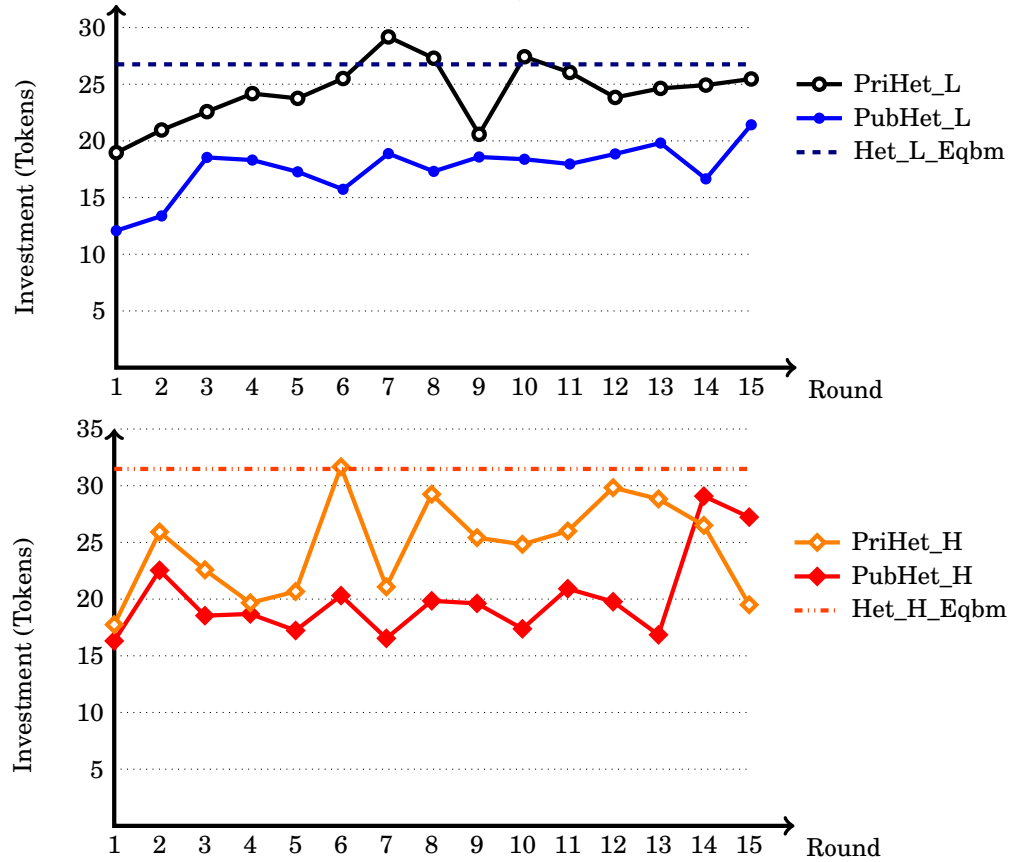 Investment (Tokens)
30
25
20
15
10
5
1 2 3 4 5 6 7 8 9 10 11 12 13 14 15
Round
PriHet_L
PubHet_L
Het_L_Eqbm
Investment (Tokens)
35
30
25
20
15
10
5
1 2 3 4 5 6 7 8 9 10 11 12 13 14 15
Round
PriHet_H
PubHet_H
Het_H_Eqbm